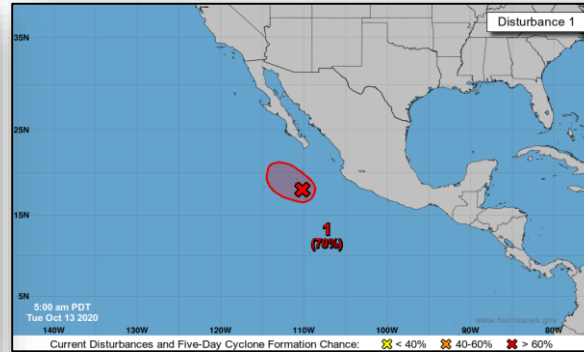 Disturbance 1
35N
25N
15N
5N
1
(70%)
5:00 am PDT
Tue Oct 13 2020
www.hurricanes.gov
140W 130W 120W 110W 100W 90W 80W
Current Disturbances and Five-Day Cyclone Formation Chance: < 40% 40-60% > 60%